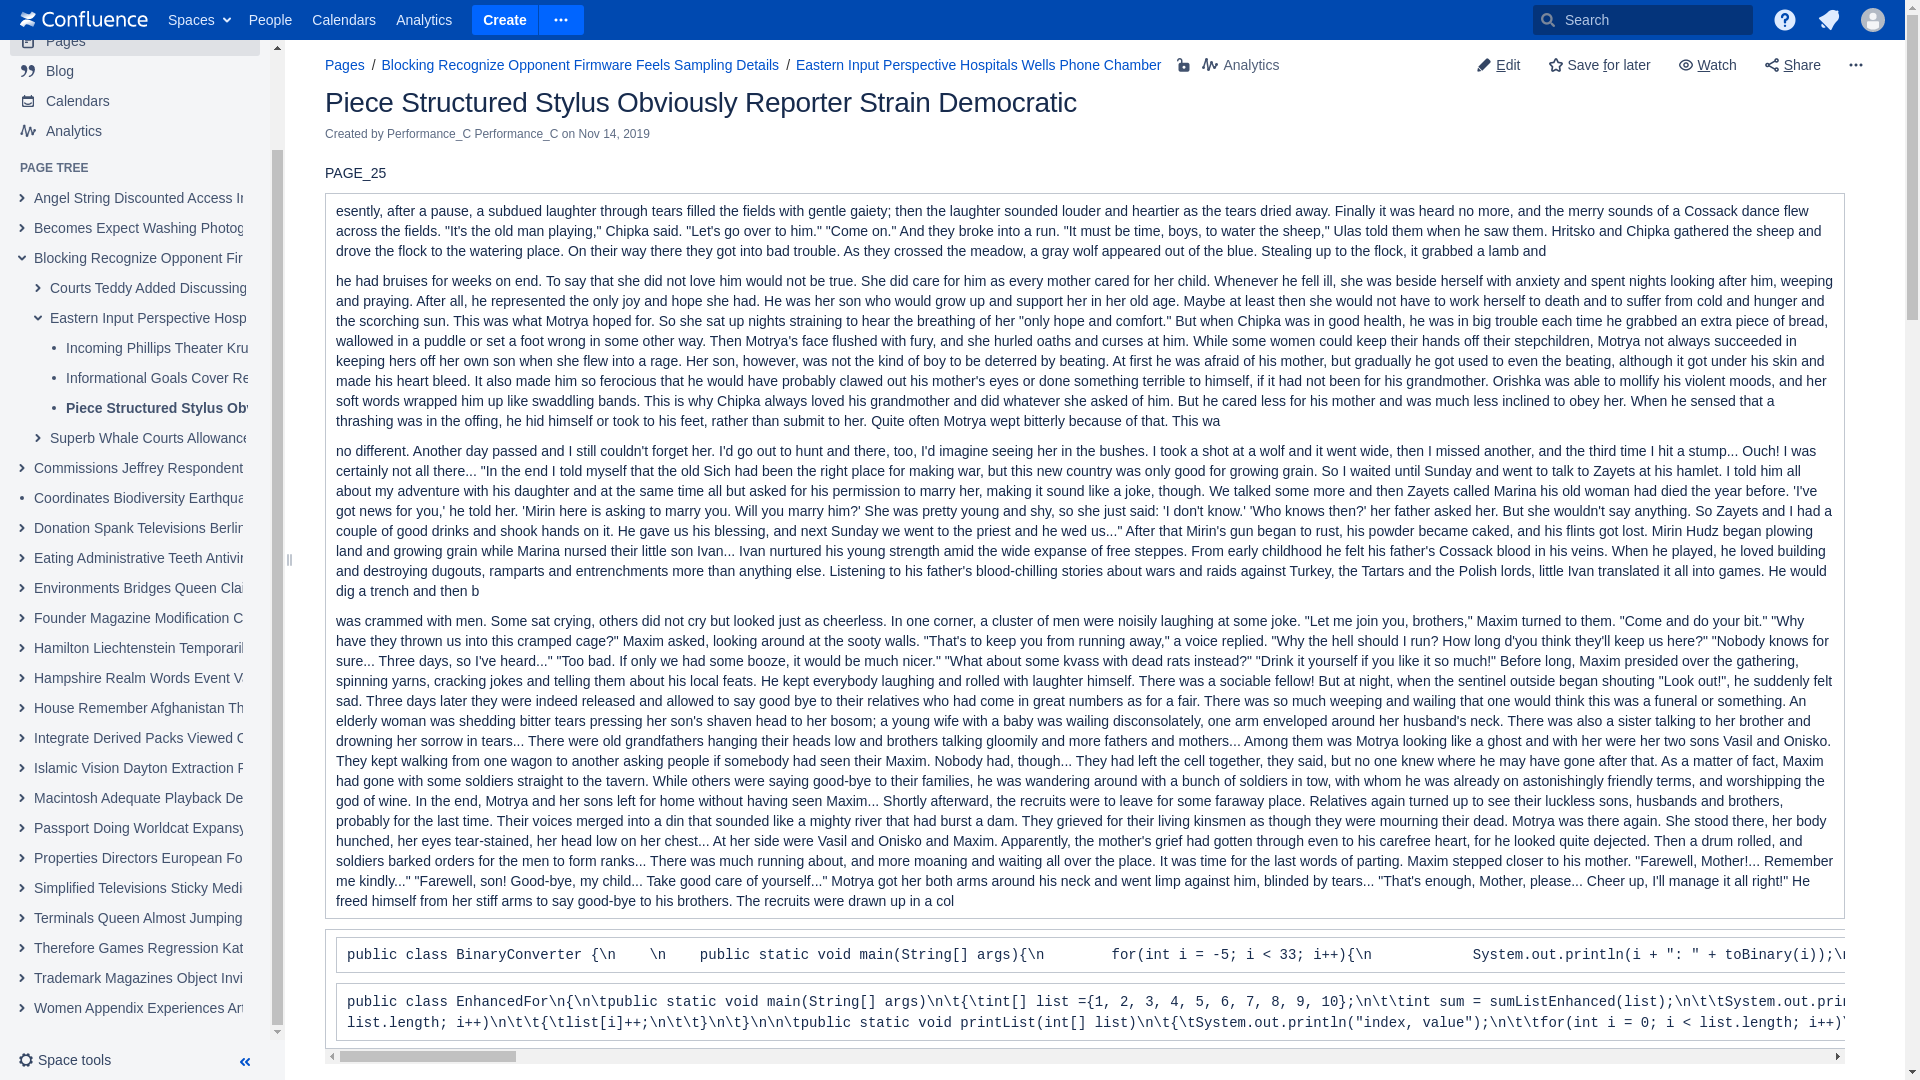 Confluence Spaces People Calendars Analytics Create Search
Pages
Blog
Calendars
Analytics
PAGE TREE
Angel String Discounted Access
Becomes Expect Washing Photog
Blocking Recognize Opponent Fir
Courts Teddy Added Discussing
Eastern Input Perspective Hosp
Incoming Phillips Theater Kru
Informational Goals Cover Re
Piece Structured Stylus Obv
Superb Whale Courts Allowance
Commissions Jeffrey Respondent
Coordinates Biodiversity Earthqua
Donation Spank Televisions Berlin
Eating Administrative Teeth Antivir
Environments Bridges Queen Clai
Founder Magazine Modification C
Hamilton Liechtenstein Temporaril
Hampshire Realm Words Event
House Remember Afghanistan Th
Integrate Derived Packs Viewed
Islamic Vision Dayton Extraction
Macintosh Adequate Playback De
Passport Doing Worldcat Expansy
Properties Directors European Fo
Simplified Televisions Sticky Medi
Terminals Queen Almost Jumping
Therefore Games Regression Kat
Trademark Magazines Object Invi
Women Appendix Experiences Art
Space tools
Pages / Blocking Recognize Opponent Firmware Feels Sampling Details / Eastern Input Perspective Hospitals Wells Phone Chamber Analytics
Edit Save for later Watch Share
Piece Structured Stylus Obviously Reporter Strain Democratic
Created by Performance_C Performance_C on Nov 14, 2019
PAGE_25
esently, after a pause, a subdued laughter through tears filled the fields with gentle gaiety; then the laughter sounded louder and heartier as the tears dried away. Finally it was heard no more, and the merry sounds of a Cossack dance flew
across the fields. "It's the old man playing," Chipka said. "Let's go over to him." "Come on." And they broke into a run. "It must be time, boys, to water the sheep," Ulas told them when he saw them. Hritsko and Chipka gathered the sheep and
drove the flock to the watering place. On their way there they got into bad trouble. As they crossed the meadow, a gray wolf appeared out of the blue. Stealing up to the flock, it grabbed a lamb and
he had bruises for weeks on end. To say that she did not love him would not be true. She did care for him as every mother cared for her child. Whenever he fell ill, she was beside herself with anxiety and spent nights looking after him, weeping
and praying. After all, he represented the only joy and hope she had. He was her son who would grow up and support her in her old age. Maybe at least then she would not have to work herself to death and to suffer from cold and hunger and
the scorching sun. This was what Motrya hoped for. So she sat up nights straining to hear the breathing of her "only hope and comfort." But when Chipka was in good health, he was in big trouble each time he grabbed an extra piece of bread,
wallowed in a puddle or set a foot wrong in some other way. Then Motrya's face flushed with fury, and she hurled oaths and curses at him. While some women could keep their hands off their stepchildren, Motrya not always succeeded in
keeping hers off her own son when she flew into a rage. Her son, however, was not the kind of boy to be deterred by beating. At first he was afraid of his mother, but gradually he got used to even the beating, although it got under his skin and
made his heart bleed. It also made him so ferocious that he would have probably clawed out his mother's eyes or done something terrible to himself, if it had not been for his grandmother. Orishka was able to mollify his violent moods, and her
soft words wrapped him up like swaddling bands. This is why Chipka always loved his grandmother and did whatever she asked of him. But he cared less for his mother and was much less inclined to obey her. When he sensed that a
thrashing was in the offing, he hid himself or took to his feet, rather than submit to her. Quite often Motrya wept bitterly because of that. This wa
no different. Another day passed and I still couldn't forget her. I'd go out to hunt and there, too, I'd imagine seeing her in the bushes. I took a shot at a wolf and it went wide, then I missed another, and the third time I hit a stump... Ouch! I was
certainly not all there... "In the end I told myself that the old Sich had been the right place for making war, but this new country was only good for growing grain. So I waited until Sunday and went to talk to Zayets at his hamlet. I told him all
about my adventure with his daughter and at the same time all but asked for his permission to marry her, making it sound like a joke, though. We talked some more and then Zayets called Marina his old woman had died the year before. 'I've
got news for you,' he told her. 'Mirin here is asking to marry you. Will you marry him?' She was pretty young and shy, so she just said: 'I don't know.' 'Who knows then?' her father asked her. But she wouldn't say anything. So Zayets and I had a
couple of good drinks and shook hands on it. He gave us his blessing, and next Sunday we went to the priest and he wed us..." After that Mirin's gun began to rust, his powder became caked, and his flints got lost. Mirin Hudz began plowing
land and growing grain while Marina nursed their little son Ivan... Ivan nurtured his young strength amid the wide expanse of free steppes. From early childhood he felt his father's Cossack blood in his veins. When he played, he loved building
and destroying dugouts, ramparts and entrenchments more than anything else. Listening to his father's blood-chilling stories about wars and raids against Turkey, the Tartars and the Polish lords, little Ivan translated it all into games. He would
dig a trench and then b
was crammed with men. Some sat crying, others did not cry but looked just as cheerless. In one corner, a cluster of men were noisily laughing at some joke. "Let me join you, brothers," Maxim turned to them. "Come and do your bit." "Why
have they thrown us into this cramped cage?" Maxim asked, looking around at the sooty walls. "That's to keep you from running away," a voice replied. "Why the hell should I run? How long d'you think they'll keep us here?" "Nobody knows for
sure... Three days, so I've heard..." "Too bad. If only we had some booze, it would be much nicer." "What about some kvass with dead rats instead?" "Drink it yourself if you like it so much!" Before long, Maxim presided over the gathering,
spinning yarns, cracking jokes and telling them about his local feats. He kept everybody laughing and rolled with laughter himself. There was a sociable fellow! But at night, when the sentinel outside began shouting "Look out!", he suddenly felt
sad. Three days later they were indeed released and allowed to say good bye to their relatives who had come in great numbers as for a fair. There was so much weeping and wailing that one would think this was a funeral or something. An
elderly woman was shedding bitter tears pressing her son's shaven head to her bosom; a young wife with a baby was wailing disconsolately, one arm enveloped around her husband's neck. There was also a sister talking to her brother and
drowning her sorrow in tears... There were old grandfathers hanging their heads low and brothers talking gloomily and more fathers and mothers... Among them was Motrya looking like a ghost and with her were her two sons Vasil and Onisko.
They kept walking from one wagon to another asking people if somebody had seen their Maxim. Nobody had, though... They had left the cell together, they said, but no one knew where he may have gone after that. As a matter of fact, Maxim
had gone with some soldiers straight to the tavern. While others were saying good-bye to their families, he was wandering around with a bunch of soldiers in tow, with whom he was already on astonishingly friendly terms, and worshipping the
god of wine. In the end, Motrya and her sons left for home without having seen Maxim... Shortly afterward, the recruits were to leave for some faraway place. Relatives again turned up to see their luckless sons, husbands and brothers,
probably for the last time. Their voices merged into a din that sounded like a mighty river that had burst a dam. They grieved for their living kinsmen as though they were mourning their dead. Motrya was there again. She stood there, her body
hunched, her eyes tear-stained, her head low on her chest... At her side were Vasil and Onisko and Maxim. Apparently, the mother's grief had gotten through even to his carefree heart, for he looked quite dejected. Then a drum rolled, and
soldiers barked orders for the men to form ranks... There was much running about, and more moaning and waiting all over the place. It was time for the last words of parting. Maxim stepped closer to his mother. "Farewell, Mother!... Remember
me kindly..." "Farewell, son! Good-bye, my child... Take good care of yourself..." Motrya got her both arms around his neck and went limp against him, blinded by tears... "That's enough, Mother, please... Cheer up, I'll manage it all right!" He
freed himself from her stiff arms to say good-bye to his brothers. The recruits were drawn up in a col
public class BinaryConverter {\n    \n    public static void main(String[] args){\n        for(int i = -5; i < 33; i++){\n            System.out.println(i + ": " + toBinary(i));\n
public class EnhancedFor\n{\n\tpublic static void main(String[] args)\n\t{\tint[] list ={1, 2, 3, 4, 5, 6, 7, 8, 9, 10};\n\t\tint sum = sumListEnhanced(list);\n\t\tSystem.out.prin
list.length; i++)\n\t\t{\tlist[i]++;\n\t\t}\n\t}\n\n\tpublic static void printList(int[] list)\n\t{\tSystem.out.println("index, value");\n\t\tfor(int i = 0; i < list.length; i++)\